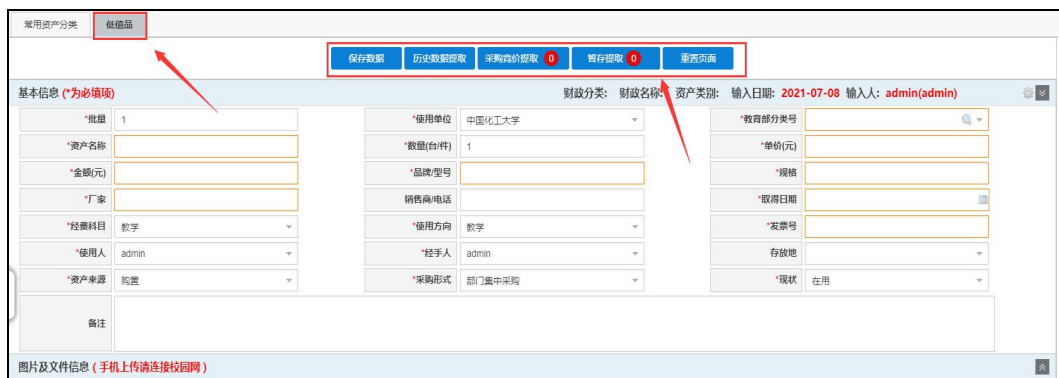 常用资产分类 低值品
保存数据 历史数据提取 采购竞价提取 0 暂存提取 0 重置页面
基本信息 (*为必填项) 财政分类: 财政名称: 资产类别: 输入日期: 2021-07-08 输入人: admin(admin)
*批量 1 *使用单位 中国化工大学 *教育部分类号
*资产名称 *数量(台/件) 1 *单价(元)
*金额(元) *品牌/型号 *规格
*厂家 销售商/电话 *取得日期
*经费科目 教学 *使用方向 教学 *发票号
*使用人 admin *经手人 admin 存放地
*资产来源 购置 *采购形式 部门集中采购 *现状 在用
备注
图片及文件信息 ( 手机上传请连接校园网 )